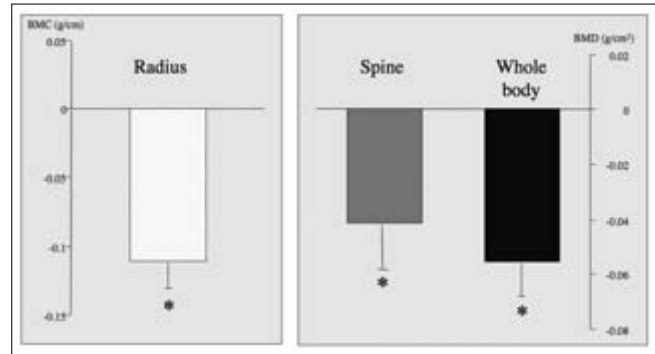 BMC (g/cm)
0.05
Radius
0
-0.05
-0.1
-0.15
*
BMD (g/cm²)
0.02
Spine
Whole
body
0
-0.02
-0.04
-0.06
-0.08
*
*